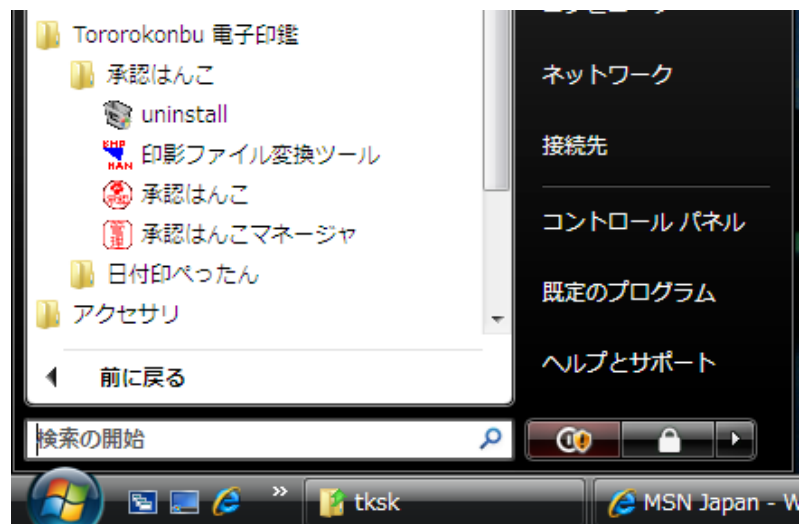 Tororokonbu 電子印鑑
承認はんこ
uninstall
印影ファイル変換ツール
承認はんこ
承認はんこマネージャ
日付印ぺったん
アクセサリ
前に戻る
検索の開始
ネットワーク
接続先
コントロール パネル
既定のプログラム
ヘルプとサポート
tksk
MSN Japan - W